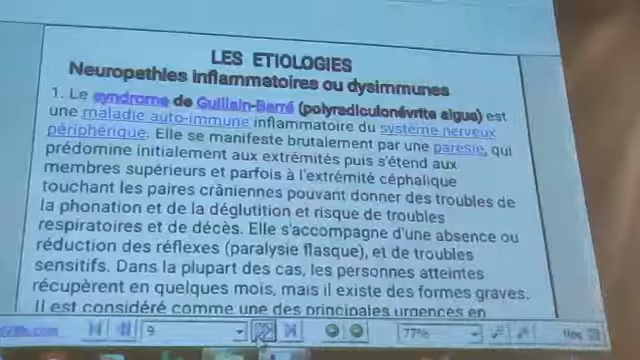 LES ETIOLOGIES
Neuropathies inflammatoires ou dysimmunes
1. Le syndrome de Guillain-Barré (polyradiculonévrite aigue) est
une maladie auto-immune inflammatoire du système nerveux
périphérique. Elle se manifeste brutalement par une parésie, qui
prédomine initialement aux extrémités puis s'étend aux
membres supérieurs et parfois à l'extrémité céphalique
touchant les paires crâniennes pouvant donner des troubles de
la phonation et de la déglutition et risque de troubles
respiratoires et de décès. Elle s'accompagne d'une absence ou
réduction des réflexes (paralysie flasque), et de troubles
sensitifs. Dans la plupart des cas, les personnes atteintes
récupèrent en quelques mois, mais il existe des formes graves.
Il est considéré comme une des principales urgences en
9
77%